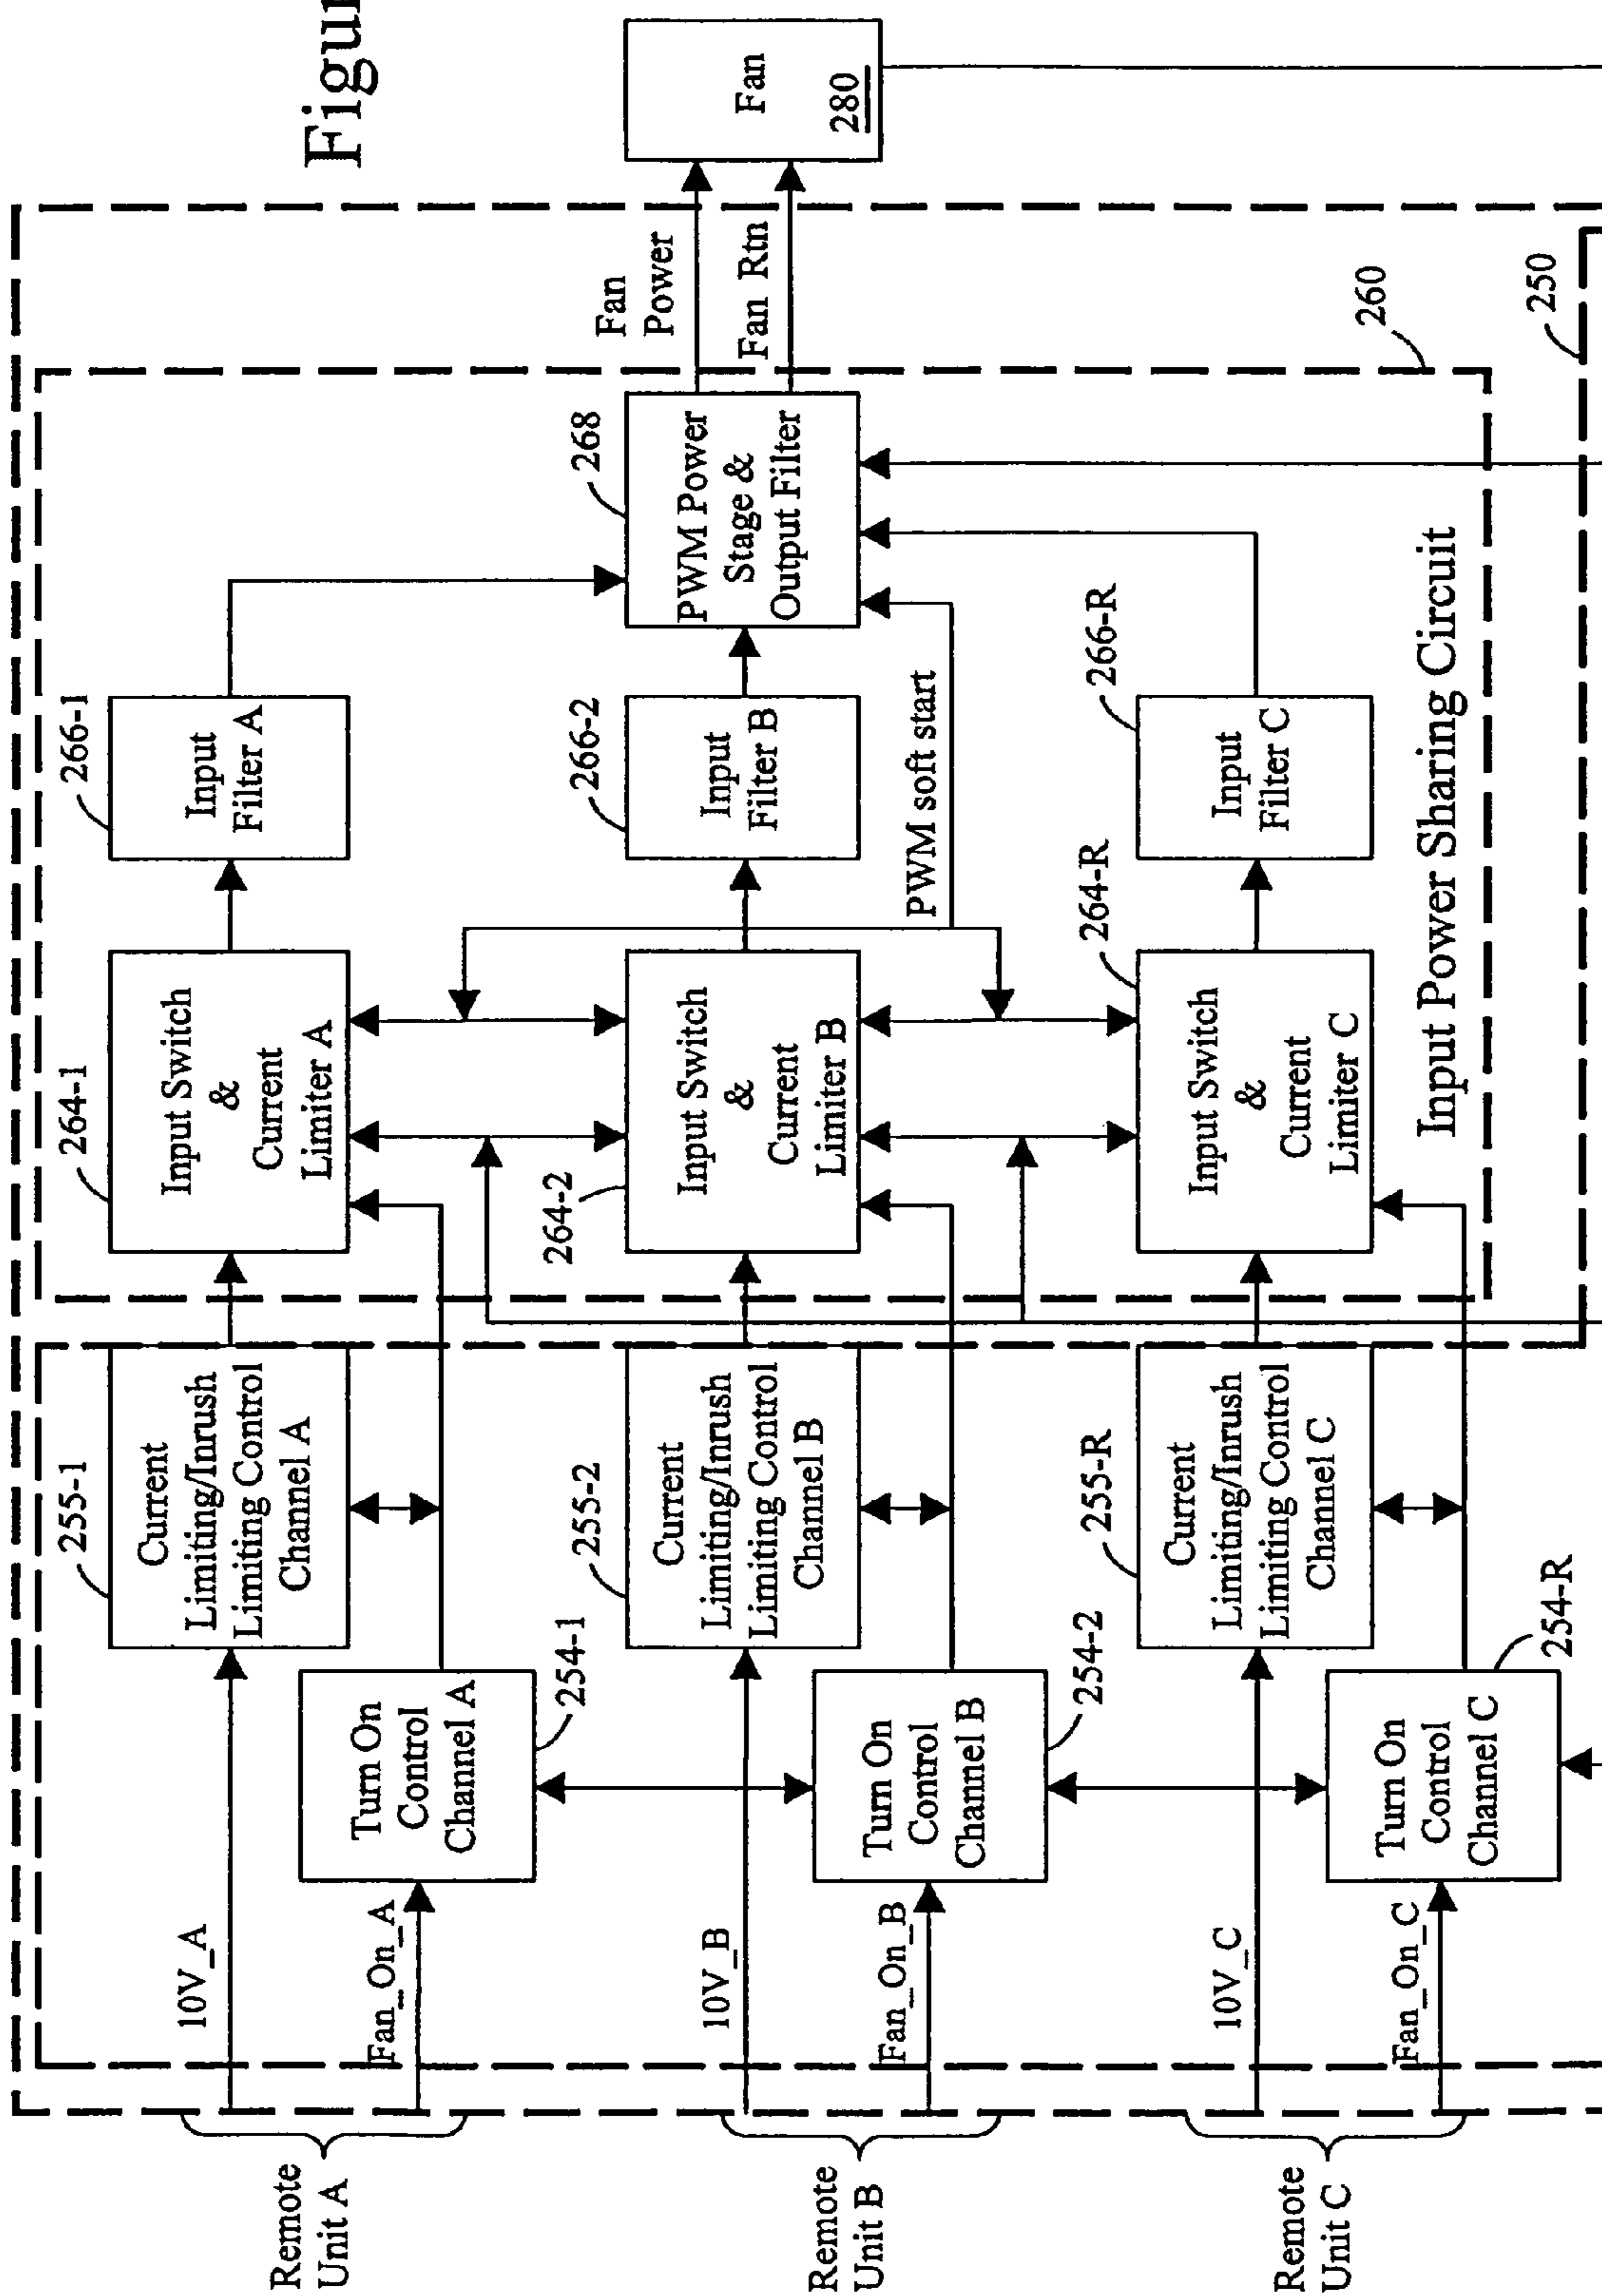 Figu
Remote
Unit A
10V_A
Fan_On_A
255-1
Current
Limiting/Inrush
Limiting Control
Channel A
Turn On
Control
Channel A
254-1
264-1
Input Switch
&
Current
Limiter A
266-1
Input
Filter A
Remote
Unit B
10V_B
Fan_On_B
255-2
Current
Limiting/Inrush
Limiting Control
Channel B
Turn On
Control
Channel B
254-2
264-2
Input Switch
&
Current
Limiter B
266-2
Input
Filter B
PWM soft start
268
PWM Power
Stage &
Output Filter
Fan
Power
Fan Rtn
Fan
280
Remote
Unit C
10V_C
Fan_On_C
255-R
Current
Limiting/Inrush
Limiting Control
Channel C
Turn On
Control
Channel C
254-R
264-R
Input Switch
&
Current
Limiter C
266-R
Input
Filter C
Input Power Sharing Circuit
260
250